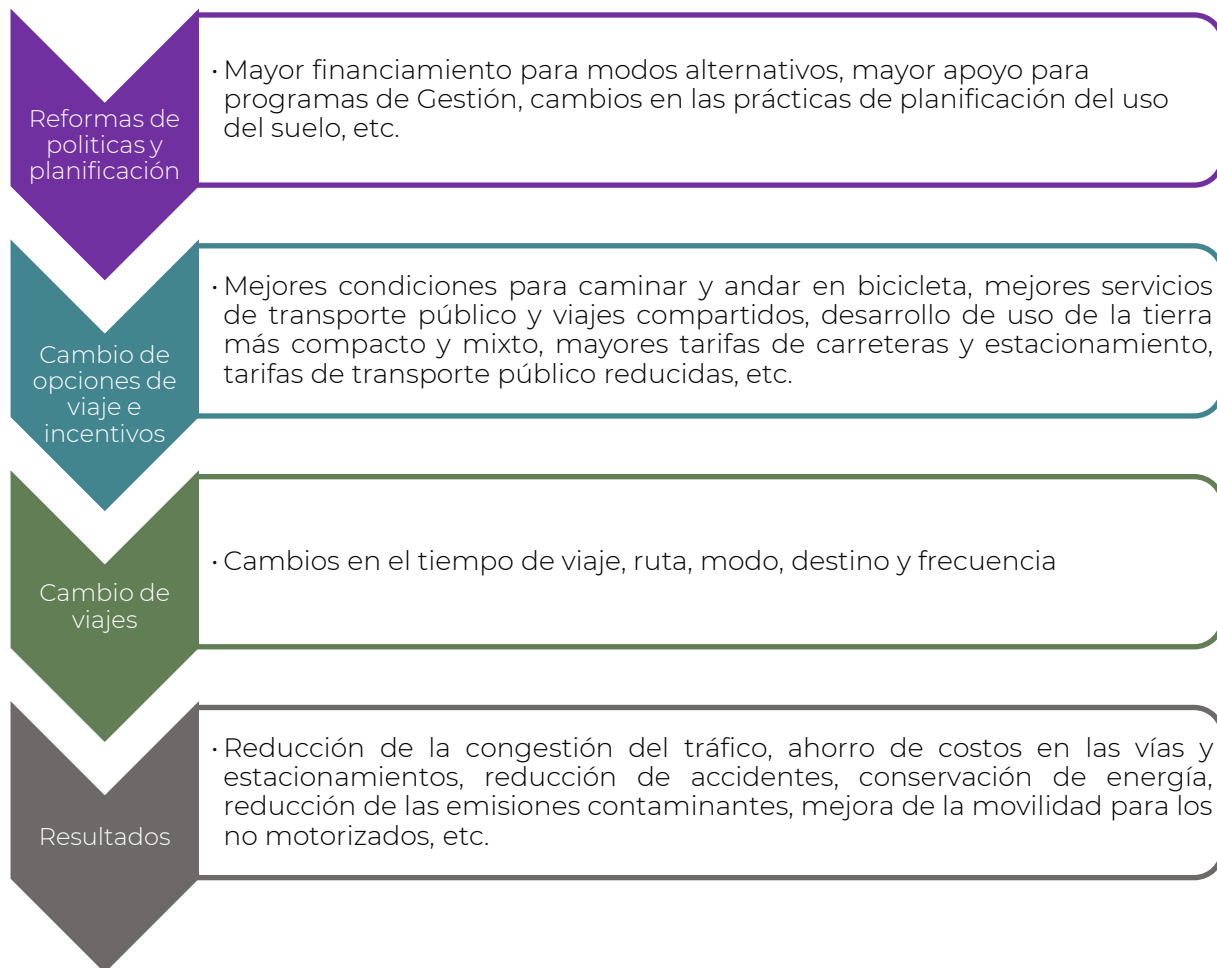 Reformas de
politicas y
planificación
· Mayor financiamiento para modos alternativos, mayor apoyo para
programas de Gestión, cambios en las prácticas de planificación del uso
del suelo, etc.
Cambio de
opciones de
viaje e
incentivos
· Mejores condiciones para caminar y andar en bicicleta, mejores servicios
de transporte público y viajes compartidos, desarrollo de uso de la tierra
más compacto y mixto, mayores tarifas de carreteras y estacionamiento,
tarifas de transporte público reducidas, etc.
Cambio de
viajes
· Cambios en el tiempo de viaje, ruta, modo, destino y frecuencia
Resultados
· Reducción de la congestión del tráfico, ahorro de costos en las vías y
estacionamientos, reducción de accidentes, conservación de energía,
reducción de las emisiones contaminantes, mejora de la movilidad para los
no motorizados, etc.